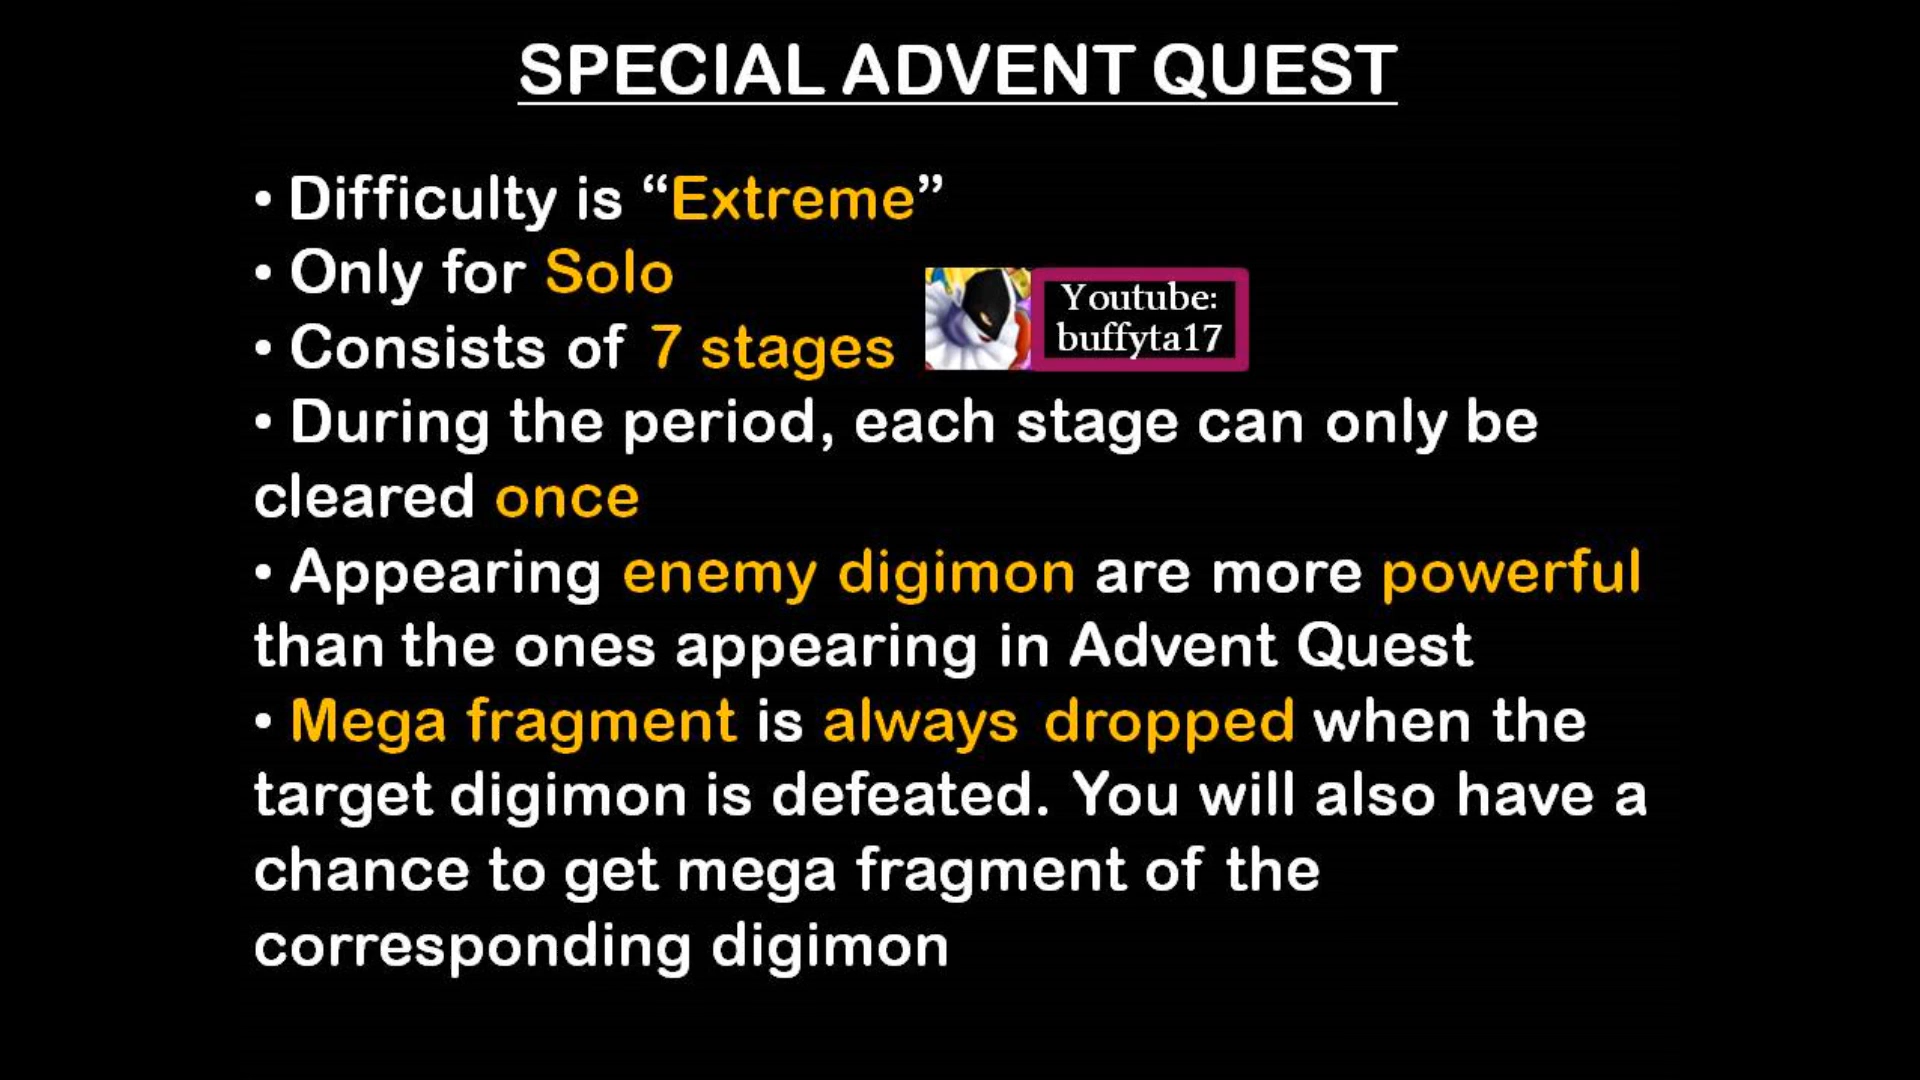 SPECIAL ADVENT QUEST
• Difficulty is “Extreme”
• Only for Solo
• Consists of 7 stages
Youtube:
buffyta17
• During the period, each stage can only be
cleared once
• Appearing enemy digimon are more powerful
than the ones appearing in Advent Quest
• Mega fragment is always dropped when the
target digimon is defeated. You will also have a
chance to get mega fragment of the
corresponding digimon